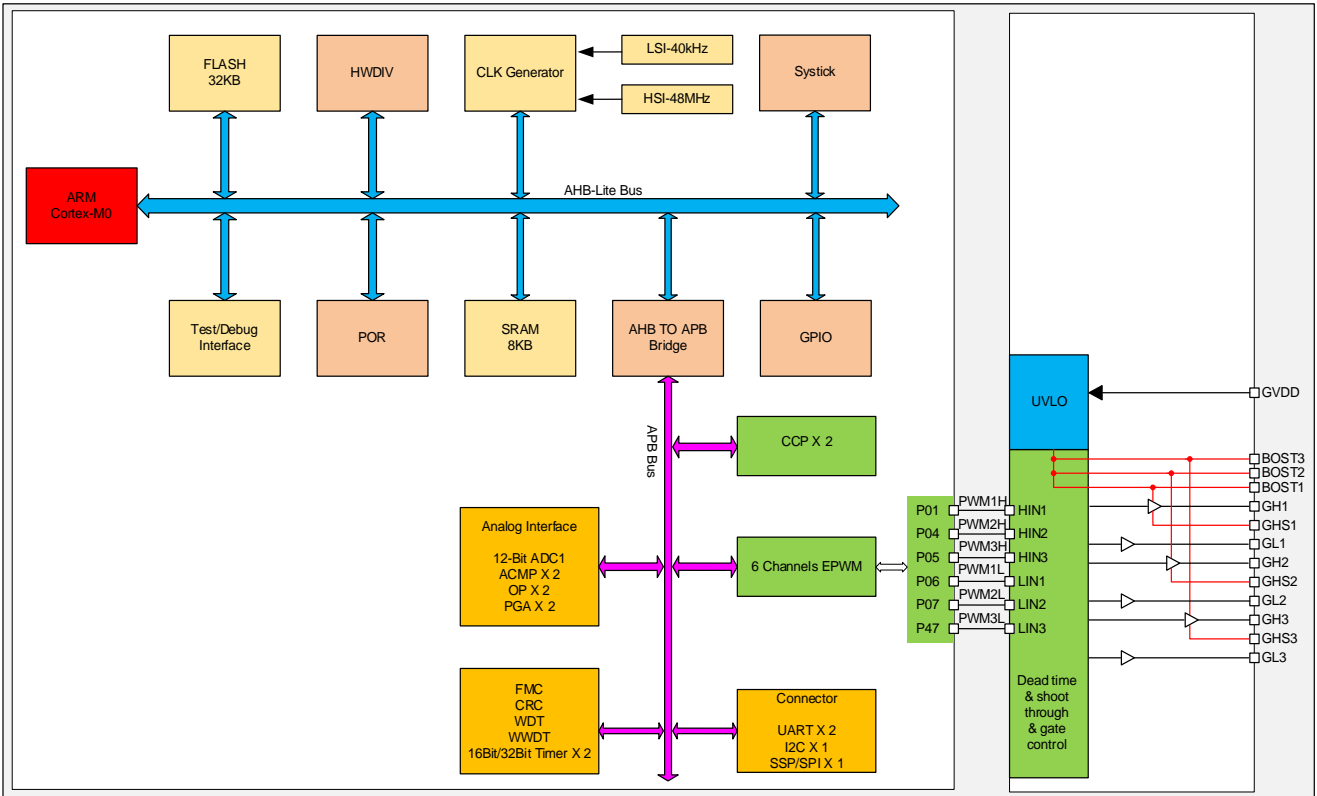 FLASH
32KB
HWDIV
CLK Generator
LSI-40kHz
HSI-48MHz
Systick
ARM
Cortex-M0
AHB-Lite Bus
Test/Debug
Interface
POR
SRAM
8KB
AHB TO APB
Bridge
GPIO
APB Bus
CCP X 2
Analog Interface
12-Bit ADC1
ACMP X 2
OP X 2
PGA X 2
6 Channels EPWM
FMC
CRC
WDT
WWDT
16Bit/32Bit Timer X 2
Connector
UART X 2
I2C X 1
SSP/SPI X 1
P01
P04
P05
P06
P07
P47
PWM1H
PWM2H
PWM3H
PWM1L
PWM2L
PWM3L
HIN1
HIN2
HIN3
LIN1
LIN2
LIN3
UVLO
Dead time
& shoot
through
& gate
control
GVDD
BOST3
BOST2
BOST1
GH1
GHS1
GL1
GH2
GHS2
GL2
GH3
GHS3
GL3